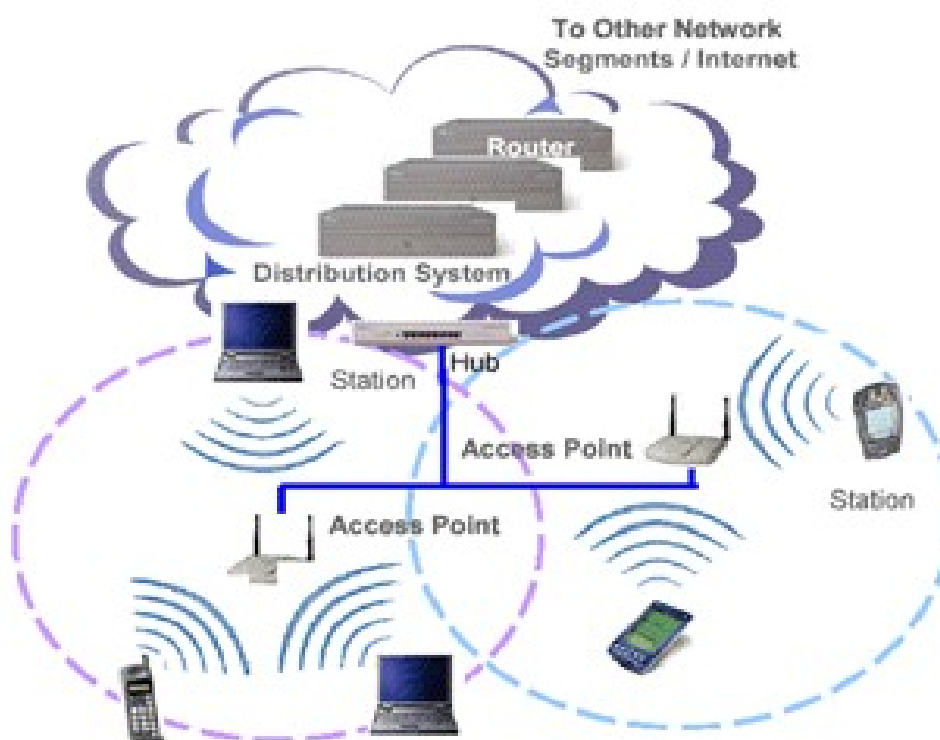 To Other Network
Segments / Internet
Router
Distribution System
Hub
Station
Access Point
Station
Access Point